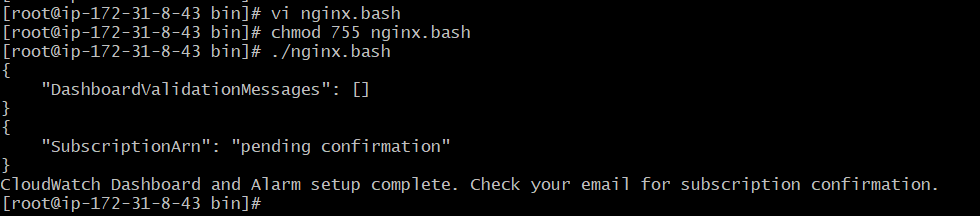 [root@ip-172-31-8-43 bin]# vi nginx.bash
[root@ip-172-31-8-43 bin]# chmod 755 nginx.bash
[root@ip-172-31-8-43 bin]# ./nginx.bash
{
    "DashboardValidationMessages": []
}
{
    "SubscriptionArn": "pending confirmation"
}
CloudWatch Dashboard and Alarm setup complete. Check your email for subscription confirmation.
[root@ip-172-31-8-43 bin]#